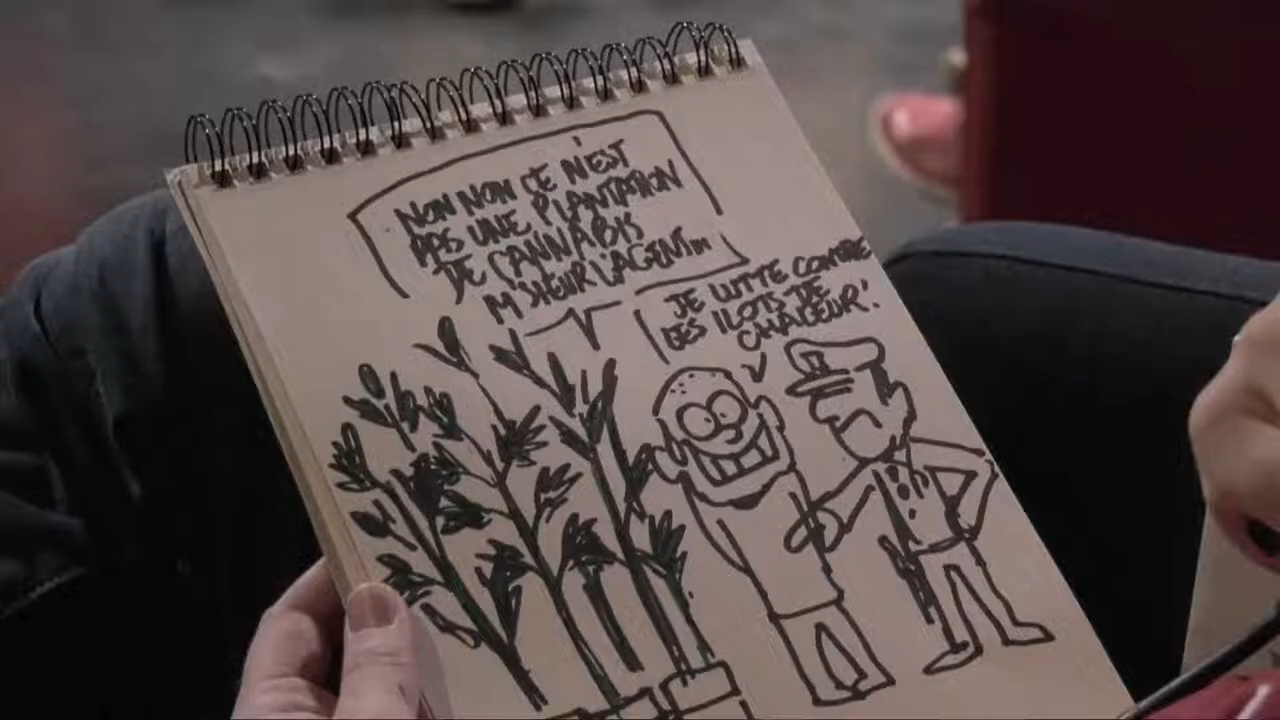 NON NON CE N'EST
PAS UNE PLANTATION
DE CANNABIS
M'SIEUR L'AGENT...
JE LUTTE CONTRE
LES ILOTS DE
CHALEUR!